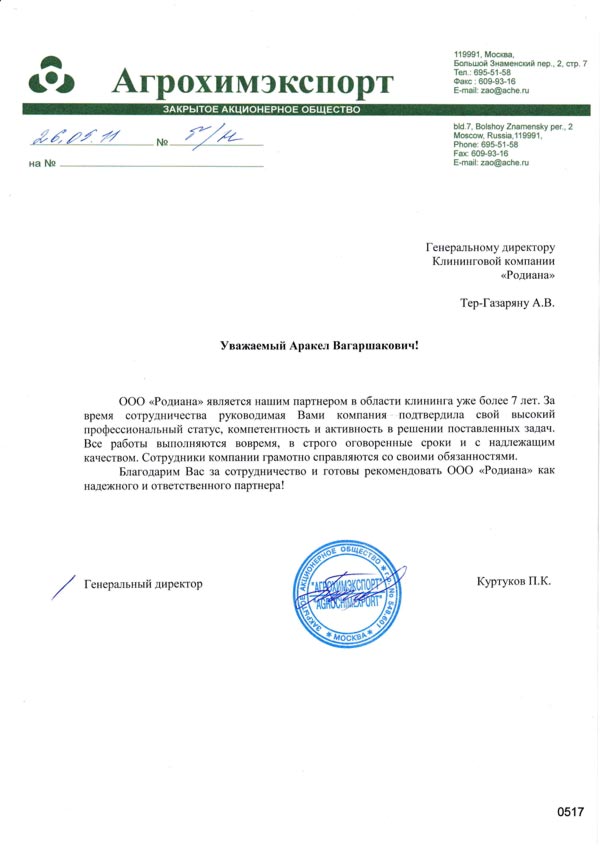 Агрохимэкспорт
ЗАКРЫТОЕ АКЦИОНЕРНОЕ ОБЩЕСТВО
119991, Москва,
Большой Знаменский пер., 2, стр. 7
Тел.: 695-51-58
Факс : 609-93-16
E-mail: zao@ache.ru
bld.7, Bolshoy Znamensky per., 2
Moscow, Russia,119991,
Phone: 695-51-58
Fax: 609-93-16
E-mail: zao@ache.ru
26.05.11 № б/н
на №
Генеральному директору
Клининговой компании
«Родиана»
Тер-Газаряну А.В.
Уважаемый Аракел Вагаршакович!
ООО «Родиана» является нашим партнером в области клининга уже более 7 лет. За
время сотрудничества руководимая Вами компания подтвердила свой высокий
профессиональный статус, компетентность и активность в решении поставленных задач.
Все работы выполняются вовремя, в строго оговоренные сроки и с надлежащим
качеством. Сотрудники компании грамотно справляются со своими обязанностями.
Благодарим Вас за сотрудничество и готовы рекомендовать ООО «Родиана» как
надежного и ответственного партнера!
Генеральный директор
ЗАКРЫТОЕ АКЦИОНЕРНОЕ ОБЩЕСТВО
"АГРОХИМЭКСПОРТ"
"AGROCHIMEXPORT"
МОСКВА
Куртуков П.К.
0517